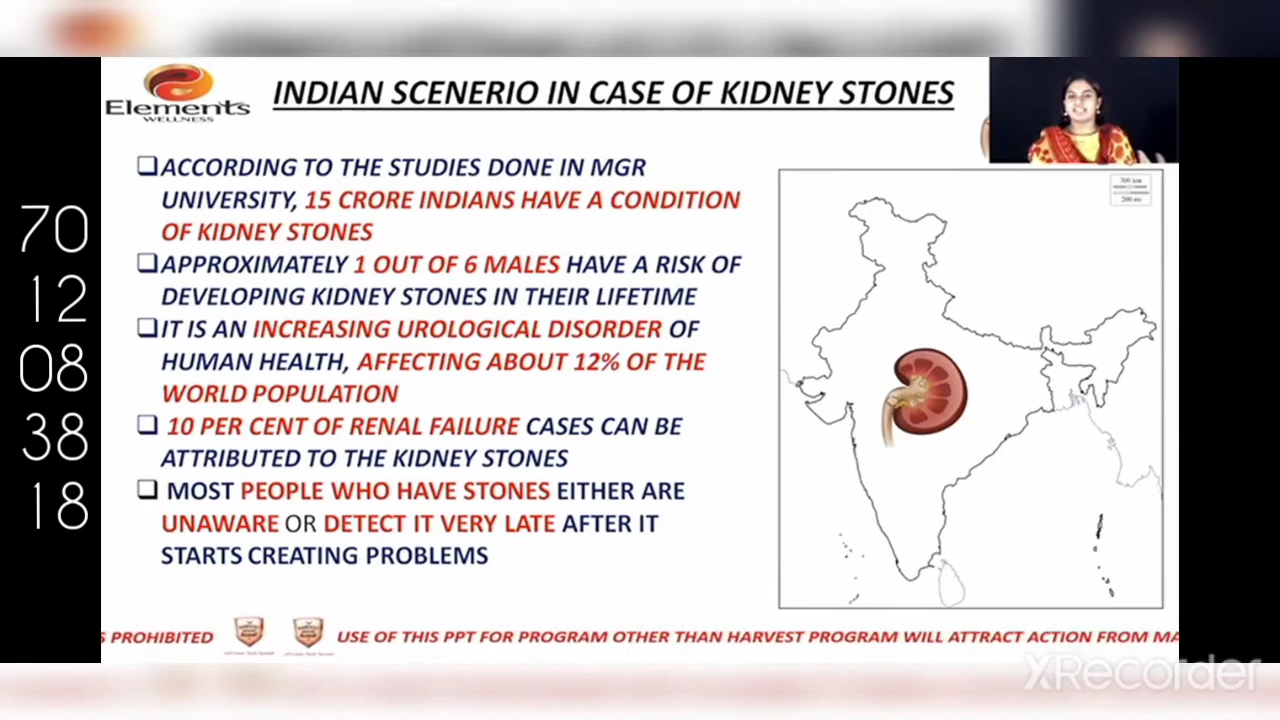 Elements
WELLNESS
INDIAN SCENERIO IN CASE OF KIDNEY STONES
ACCORDING TO THE STUDIES DONE IN MGR
UNIVERSITY, 15 CRORE INDIANS HAVE A CONDITION
OF KIDNEY STONES
APPROXIMATELY 1 OUT OF 6 MALES HAVE A RISK OF
DEVELOPING KIDNEY STONES IN THEIR LIFETIME
IT IS AN INCREASING UROLOGICAL DISORDER OF
HUMAN HEALTH, AFFECTING ABOUT 12% OF THE
WORLD POPULATION
10 PER CENT OF RENAL FAILURE CASES CAN BE
ATTRIBUTED TO THE KIDNEY STONES
MOST PEOPLE WHO HAVE STONES EITHER ARE
UNAWARE OR DETECT IT VERY LATE AFTER IT
STARTS CREATING PROBLEMS
70
12
08
38
18
300 km
200 mi
S PROHIBITED
USE OF THIS PPT FOR PROGRAM OTHER THAN HARVEST PROGRAM WILL ATTRACT ACTION FROM MA
XRecorder